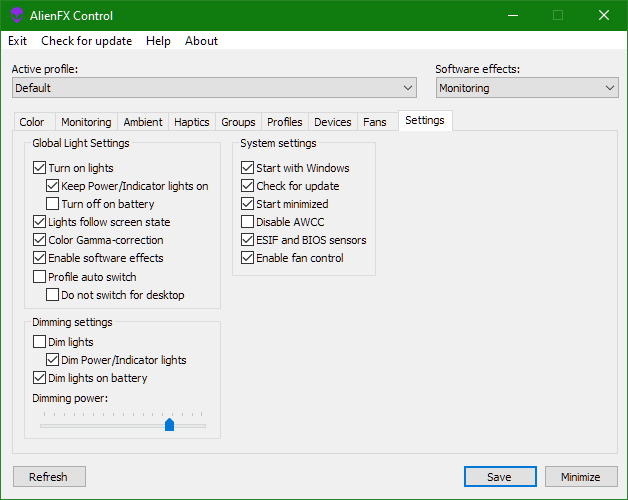 AlienFX Control
Exit Check for update Help About
Active profile: Software effects:
Default Monitoring
Color Monitoring Ambient Haptics Groups Profiles Devices Fans Settings
Global Light Settings
Turn on lights
Keep Power/Indicator lights on
Turn off on battery
Lights follow screen state
Color Gamma-correction
Enable software effects
Profile auto switch
Do not switch for desktop
System settings
Start with Windows
Check for update
Start minimized
Disable AWCC
ESIF and BIOS sensors
Enable fan control
Dimming settings
Dim lights
Dim Power/Indicator lights
Dim lights on battery
Dimming power:
Refresh Save Minimize